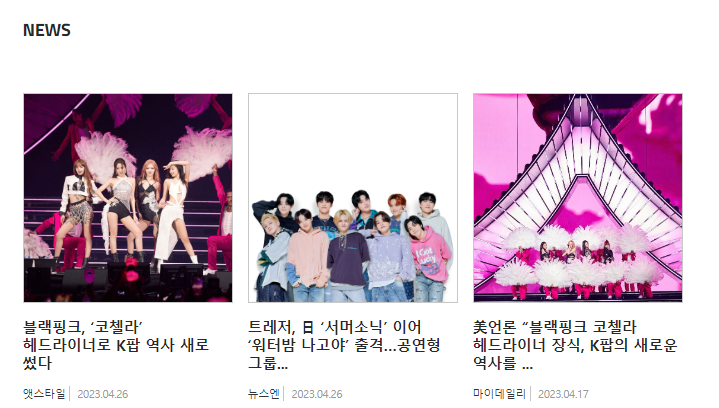 NEWS
블랙핑크, ‘코첼라’
헤드라이너로 K팝 역사 새로
썼다
앳스타일 2023.04.26
트레저, 日 ‘서머소닉’ 이어
‘워터밤 나고야’ 출격…공연형
그룹...
뉴스엔 2023.04.26
美언론 “블랙핑크 코첼라
헤드라이너 장식, K팝의 새로운
역사를 ...
마이데일리 2023.04.17